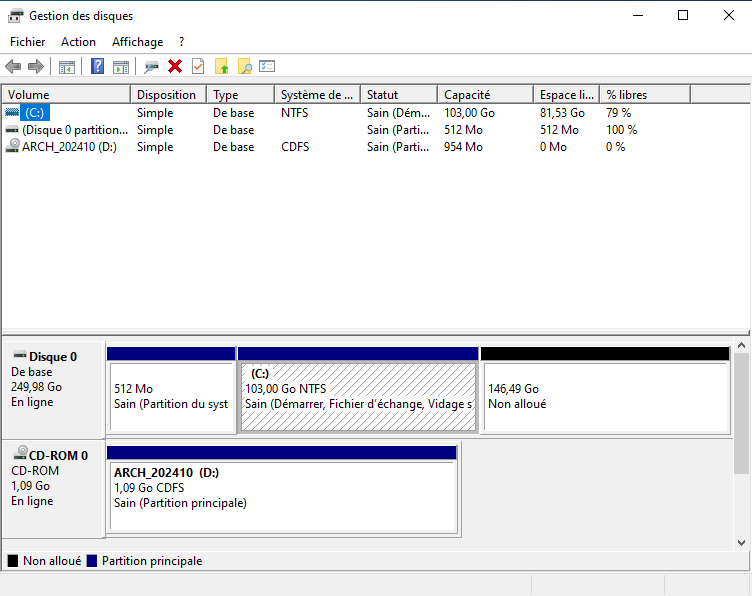 Gestion des disques
Fichier Action Affichage ?
Volume Disposition Type Système de ... Statut Capacité Espace li... % libres
(C:) Simple De base NTFS Sain (Dém... 103,00 Go 81,53 Go 79 %
(Disque 0 partition... Simple De base Sain (Parti... 512 Mo 512 Mo 100 %
ARCH_202410 (D:) Simple De base CDFS Sain (Parti... 954 Mo 0 Mo 0 %
Disque 0
De base
249,98 Go
En ligne
512 Mo
Sain (Partition du syst
(C:)
103,00 Go NTFS
Sain (Démarrer, Fichier d'échange, Vidage s
146,49 Go
Non alloué
CD-ROM 0
CD-ROM
1,09 Go
En ligne
ARCH_202410 (D:)
1,09 Go CDFS
Sain (Partition principale)
Non alloué Partition principale